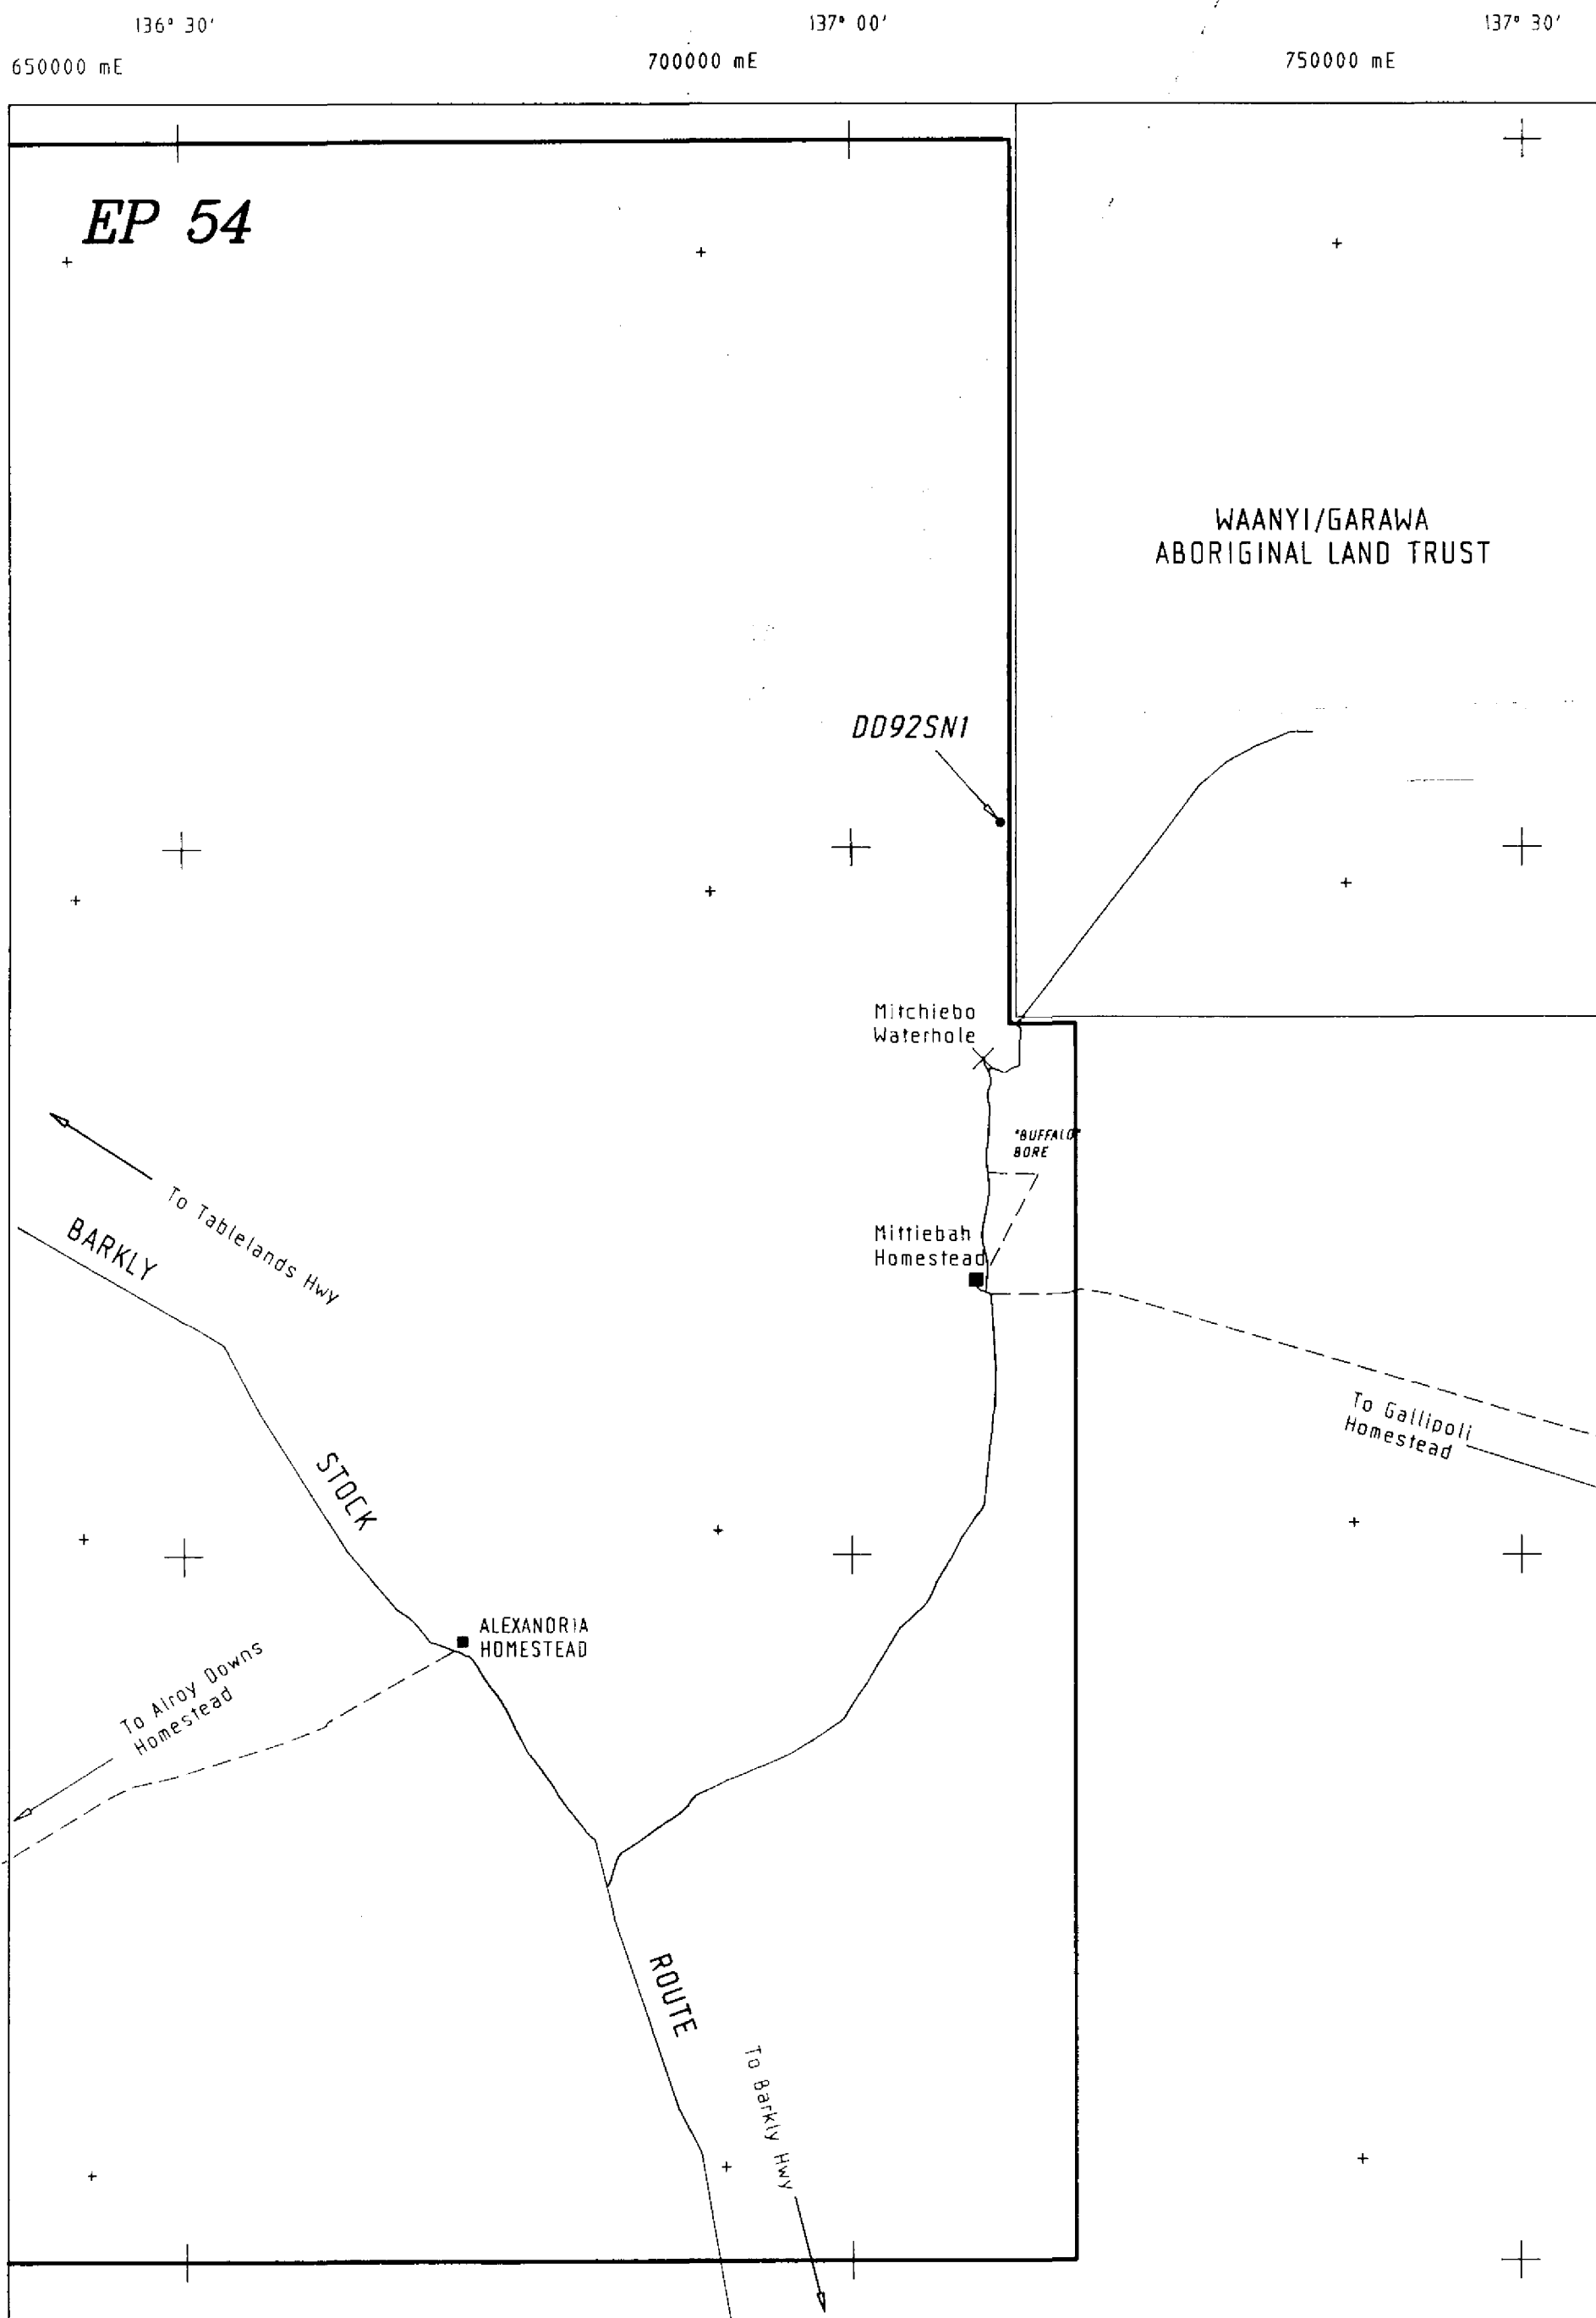 136° 30'
137° 00'
137° 30'
650000 mE
700000 mE
750000 mE
EP 54
WAANYI/GARAWA
ABORIGINAL LAND TRUST
DD92SN1
Mitchiebo
Waterhole
"BUFFALO"
BORE
To Tablelands Hwy
BARKLY
Mittiebah
Homestead
To Gallipoli
Homestead
STOCK
ALEXANDRIA
HOMESTEAD
To Alroy Downs
Homestead
ROUTE
To Barkly Hwy